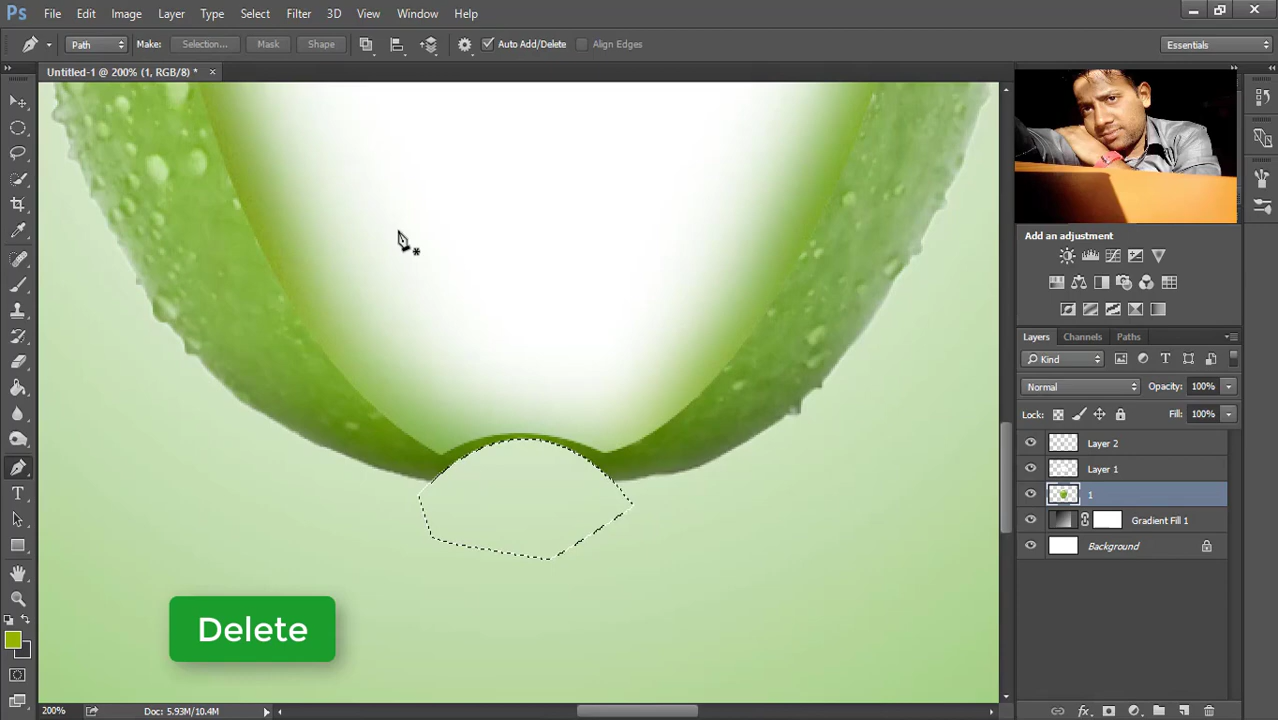 Ps File Edit Image Layer Type Select Filter 3D View Window Help
Path Make: Selection... Mask Shape Auto Add/Delete Align Edges Essentials
Untitled-1 @ 200% (1, RGB/8) * ×
Add an adjustment
Layers Channels Paths
Kind
Normal Opacity: 100%
Lock: Fill: 100%
Layer 2
Layer 1
1
Gradient Fill 1
Background
Delete
200% Doc: 5.93M/10.4M